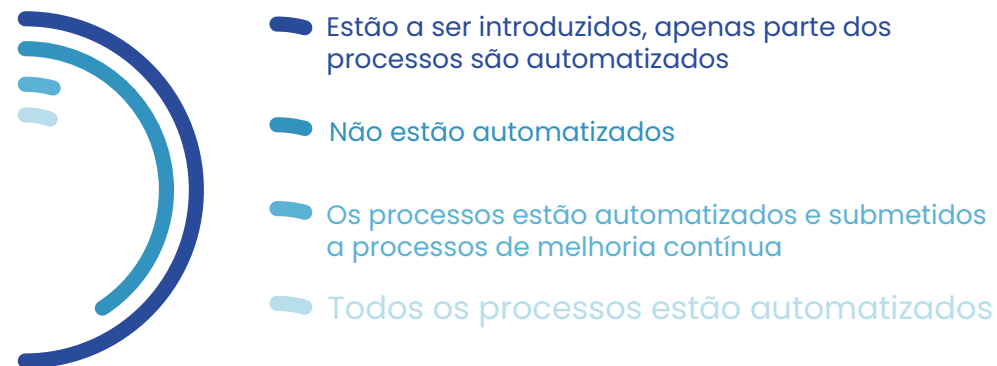 Estão a ser introduzidos, apenas parte dos
processos são automatizados
Não estão automatizados
Os processos estão automatizados e submetidos
a processos de melhoria contínua
Todos os processos estão automatizados